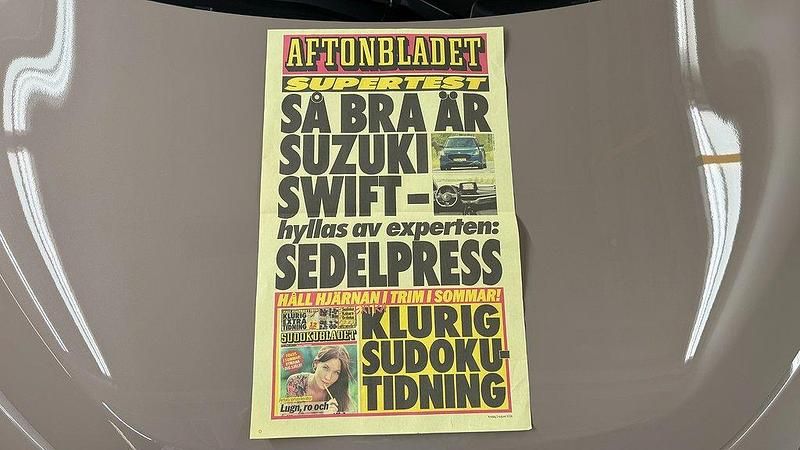 AFTONBLADET
SUPERTEST
SÅ BRA ÄR
SUZUKI
SWIFT –
hyllas av experten:
SEDELPRESS
HÅLL HJÄRNAN I TRIM I SOMMAR!
KLURIG
EXTRA
TIDNING
SUDOKUBLADET
Lugn, ro och
KLURIG
SUDOKU-
TIDNING